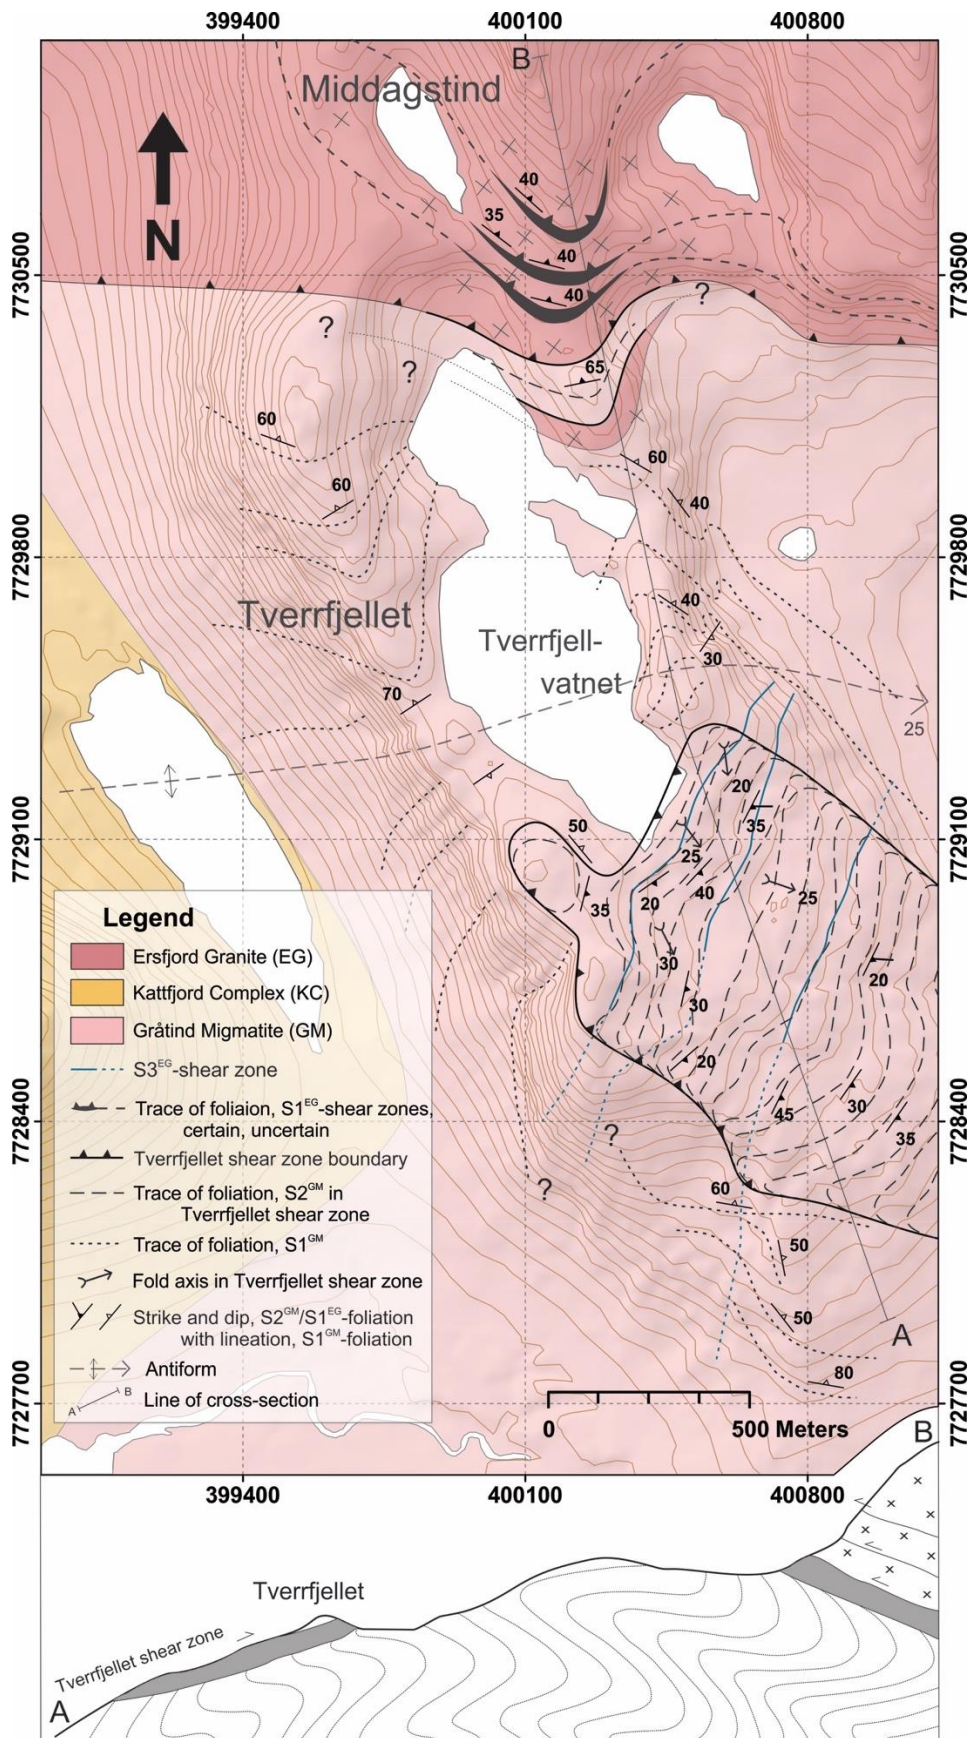 399400 400100 400800
B
Middagstind
40
35
N
40
7730500 7730500
40
?
?
65
?
60
60
60
40
7729800 7729800
40
Tverrfjellet
Tverrfjell-
vatnet
30
70
25
20
50
35
7729100 7729100
25
20
40
35
25
Legend
30
20
Ersfjord Granite (EG)
Kattfjord Complex (KC)
30
Gråtind Migmatite (GM)
S3EG-shear zone
20
Trace of foliaion, S1EG-shear zones,
certain, uncertain
45
30
35
7728400 7728400
?
Tverrfjellet shear zone boundary
?
60
Trace of foliation, S2GM in
Tverrfjellet shear zone
Trace of foliation, S1GM
50
Fold axis in Tverrfjellet shear zone
Strike and dip, S2GM/S1EG-foliation
with lineation, S1GM-foliation
50
A
Antiform
80
A B
Line of cross-section
7727700 7727700
0 500 Meters
B
399400 400100 400800
Tverrfjellet
Tverrfjellet shear zone
A